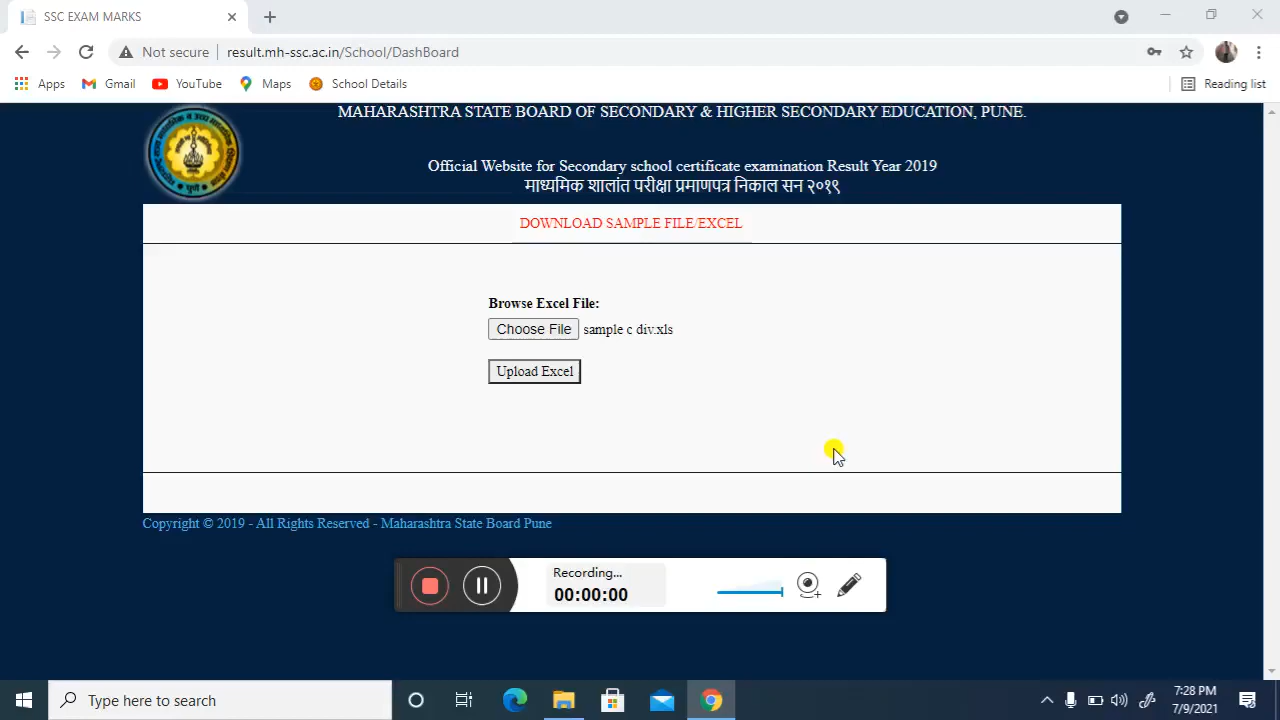 SSC EXAM MARKS
Not secure
result.mh-ssc.ac.in/School/DashBoard
Apps
Gmail
YouTube
Maps
School Details
Reading list
MAHARASHTRA STATE BOARD OF SECONDARY & HIGHER SECONDARY EDUCATION, PUNE.
Official Website for Secondary school certificate examination Result Year 2019
माध्यमिक शालांत परीक्षा प्रमाणपत्र निकाल सन २०१९
DOWNLOAD SAMPLE FILE/EXCEL
Browse Excel File:
Choose File sample c div.xls
Upload Excel
Copyright © 2019 - All Rights Reserved - Maharashtra State Board Pune
Recording...
00:00:00
Type here to search
7:28 PM
7/9/2021